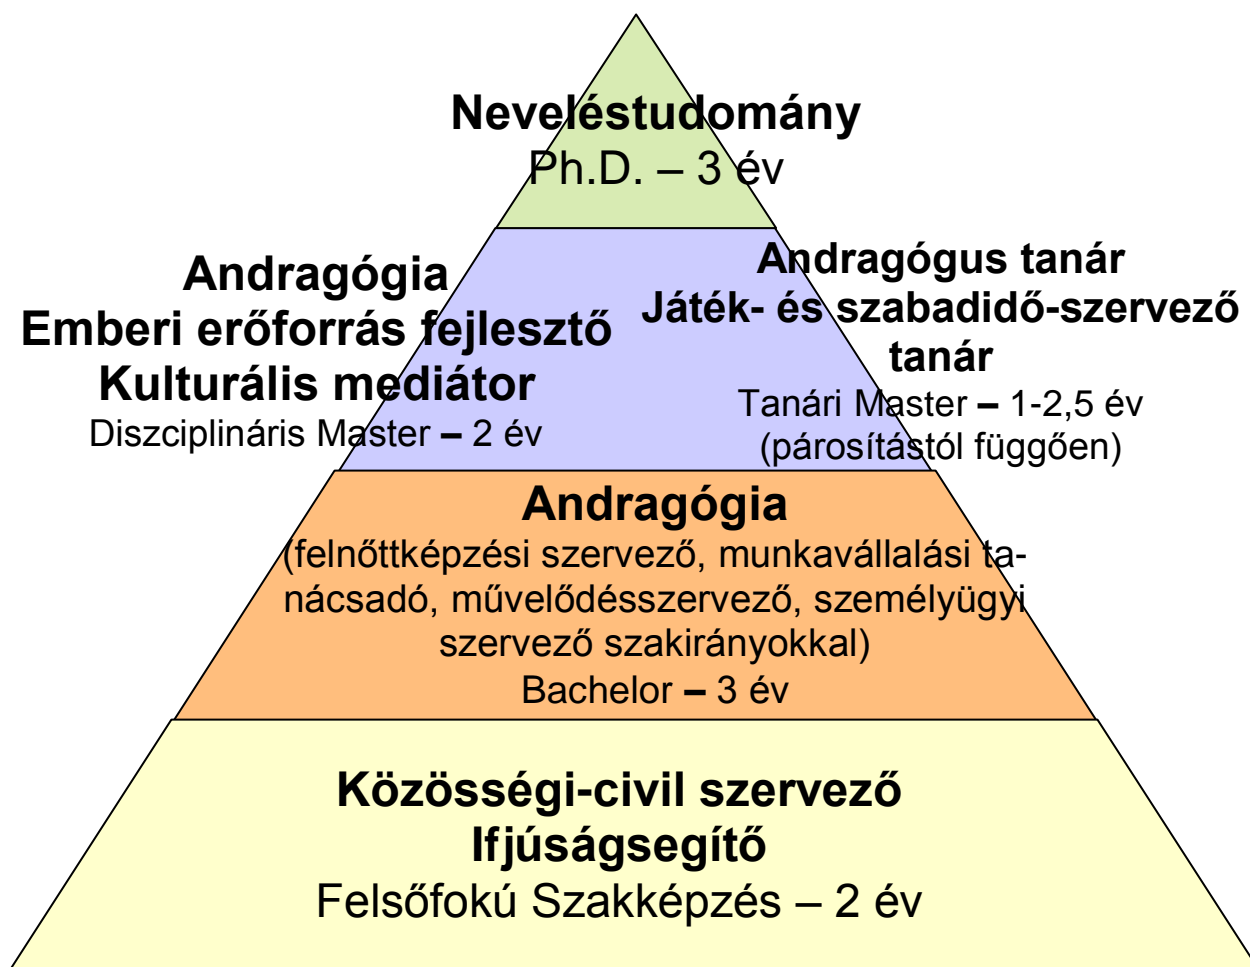 Neveléstudomány
Ph.D. – 3 év
Andragógia
Emberi erőforrás fejlesztő
Kulturális mediátor
Diszciplináris Master – 2 év
Andragógus tanár
Játék- és szabadidő-szervező
tanár
Tanári Master – 1-2,5 év
(párosítástól függően)
Andragógia
(felnőttképzési szervező, munkavállalási ta-
nácsadó, művelődésszervező, személyügyi
szervező szakirányokkal)
Bachelor – 3 év
Közösségi-civil szervező
Ifjúságsegítő
Felsőfokú Szakképzés – 2 év